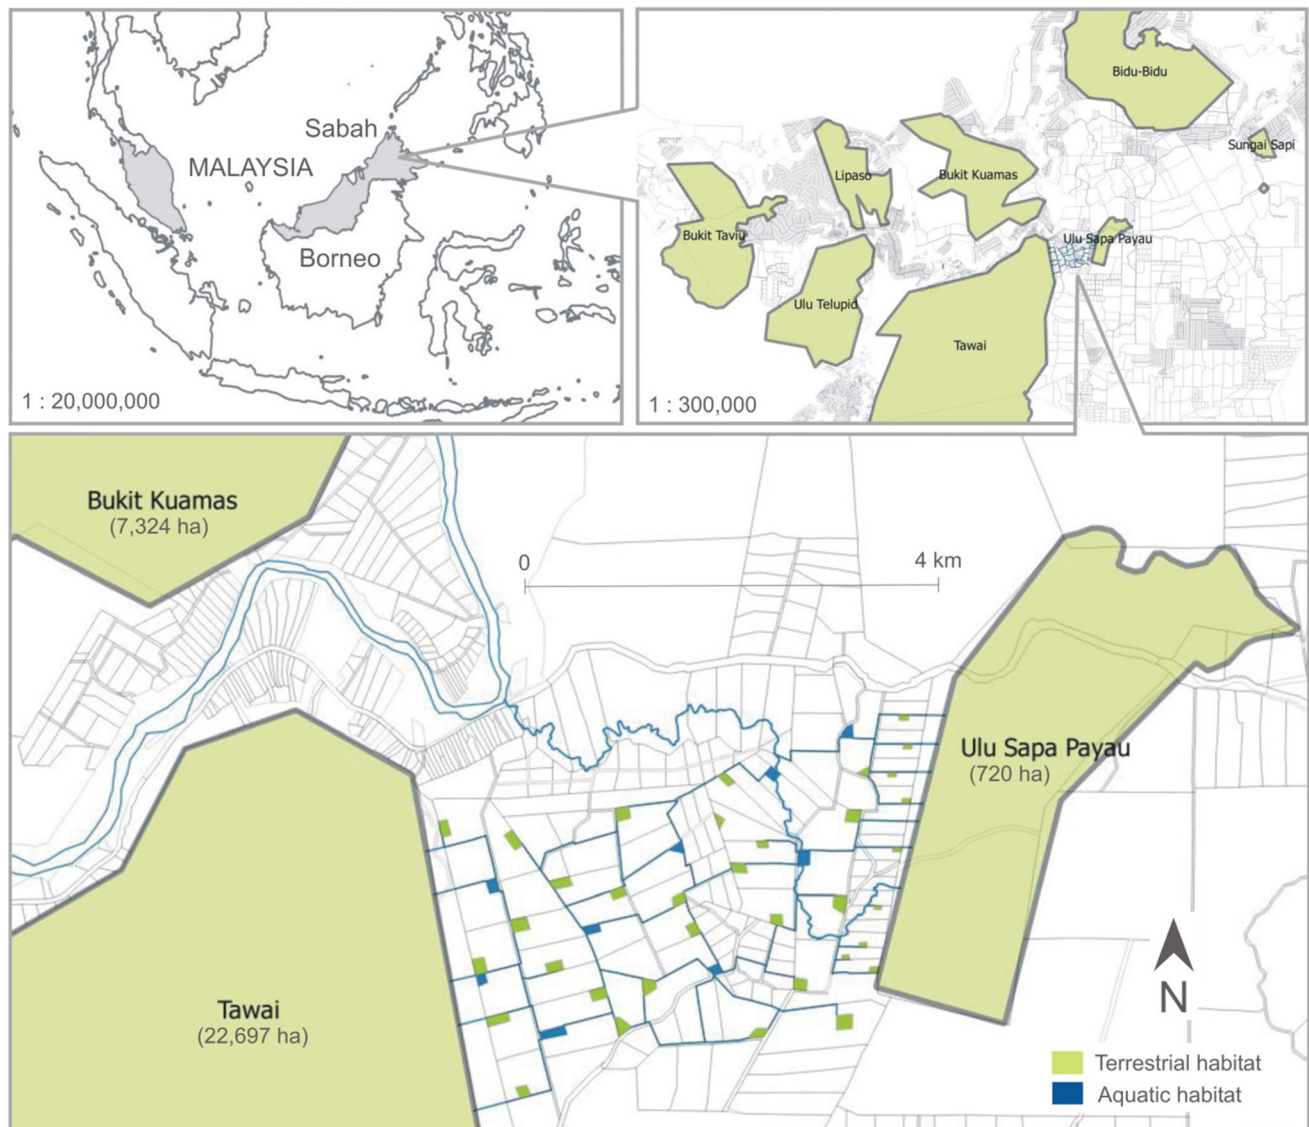 Sabah
MALAYSIA
Borneo
1 : 20,000,000
Bidu-Bidu
Sungai Sapi
Lipaso
Bukit Kuamas
Bukit Taviu
Ulu Sapa Payau
Ulu Telupid
Tawai
1 : 300,000
Bukit Kuamas
(7,324 ha)
0
4 km
Ulu Sapa Payau
(720 ha)
Tawai
(22,697 ha)
N
Terrestrial habitat
Aquatic habitat